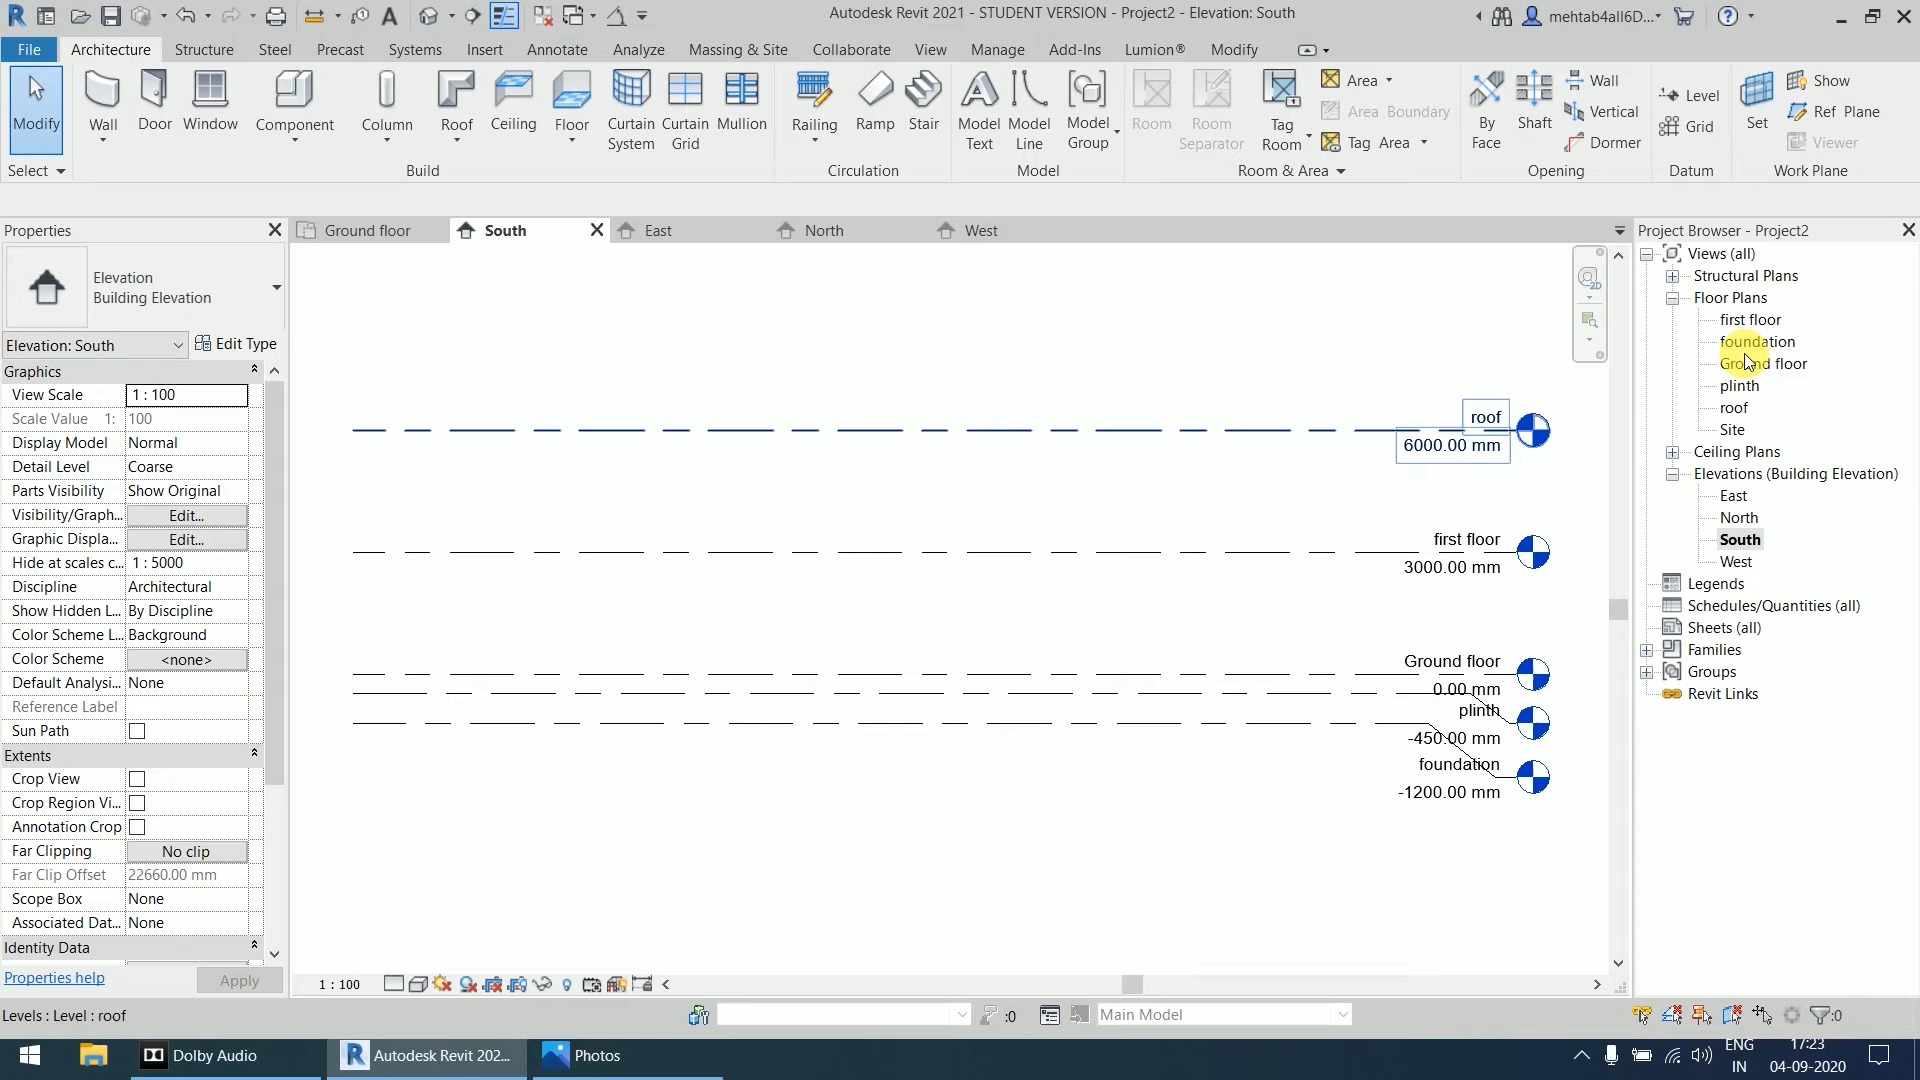 Autodesk Revit 2021 - STUDENT VERSION - Project2 - Elevation: South
mehtab4all6D...
File Architecture Structure Steel Precast Systems Insert Annotate Analyze Massing & Site Collaborate View Manage Add-Ins Lumion® Modify
Modify
Wall
Door
Window
Component
Column
Roof
Ceiling
Floor
Curtain System
Curtain Grid
Mullion
Railing
Ramp
Stair
Model Text
Model Line
Model Group
Room
Room Separator
Tag Room
Area
Area Boundary
Tag Area
By Face
Shaft
Wall
Vertical
Dormer
Level
Grid
Set
Show
Ref Plane
Viewer
Select Build Circulation Model Room & Area Opening Datum Work Plane
Properties
Elevation
Building Elevation
Elevation: South Edit Type
Graphics
View Scale 1 : 100
Scale Value 1: 100
Display Model Normal
Detail Level Coarse
Parts Visibility Show Original
Visibility/Graph... Edit...
Graphic Displa... Edit...
Hide at scales c... 1 : 5000
Discipline Architectural
Show Hidden L... By Discipline
Color Scheme L... Background
Color Scheme <none>
Default Analysi... None
Reference Label
Sun Path
Extents
Crop View
Crop Region Vi...
Annotation Crop
Far Clipping No clip
Far Clip Offset 22660.00 mm
Scope Box None
Associated Dat... None
Identity Data
Properties help Apply
Ground floor South East North West
roof
6000.00 mm
first floor
3000.00 mm
Ground floor
0.00 mm
plinth
-450.00 mm
foundation
-1200.00 mm
1 : 100
Project Browser - Project2
Views (all)
Structural Plans
Floor Plans
first floor
foundation
Ground floor
plinth
roof
Site
Ceiling Plans
Elevations (Building Elevation)
East
North
South
West
Legends
Schedules/Quantities (all)
Sheets (all)
Families
Groups
Revit Links
Levels : Level : roof
:0
Main Model
:0
Dolby Audio
Autodesk Revit 202...
Photos
ENG
IN
17:23
04-09-2020